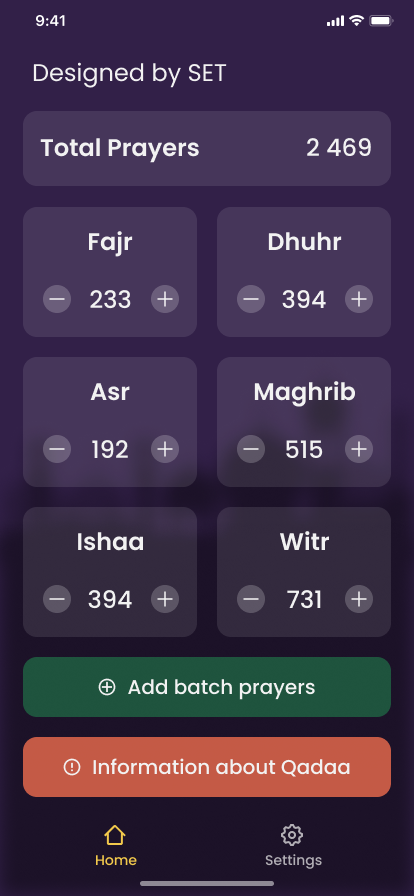 9:41
Designed by SET
Total Prayers 2 469
Fajr Dhuhr
233 394
Asr Maghrib
192 515
Ishaa Witr
394 731
Add batch prayers
Information about Qadaa
Home Settings